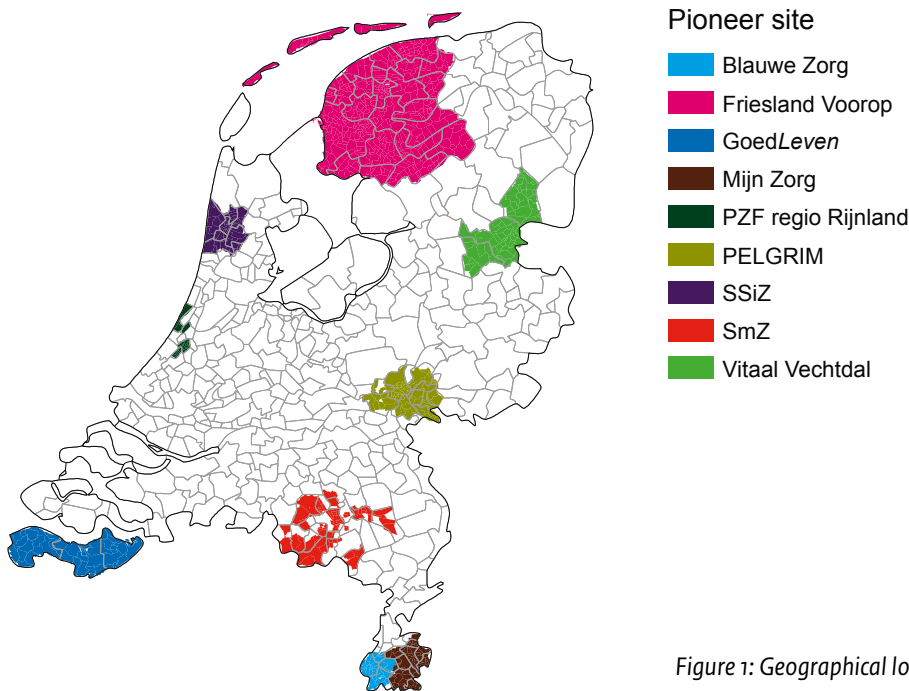 Pioneer site
Blauwe Zorg
Friesland Voorop
GoedLeven
Mijn Zorg
PZF regio Rijnland
PELGRIM
SSiZ
SmZ
Vitaal Vechtdal
Figure 1: Geographical lo